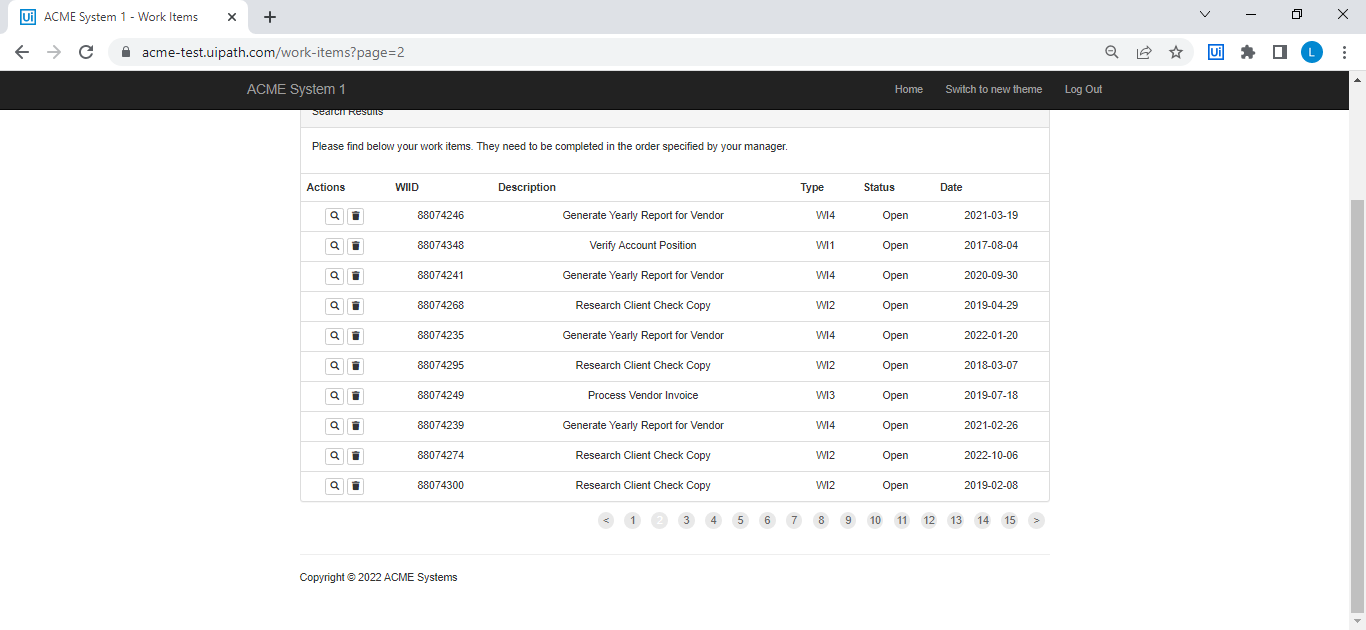 Ui ACME System 1 - Work Items
acme-test.uipath.com/work-items?page=2
Ui
L
ACME System 1
Home Switch to new theme Log Out
Search Results
Please find below your work items. They need to be completed in the order specified by your manager.
Actions WIID Description Type Status Date
88074246 Generate Yearly Report for Vendor WI4 Open 2021-03-19
88074348 Verify Account Position WI1 Open 2017-08-04
88074241 Generate Yearly Report for Vendor WI4 Open 2020-09-30
88074268 Research Client Check Copy WI2 Open 2019-04-29
88074235 Generate Yearly Report for Vendor WI4 Open 2022-01-20
88074295 Research Client Check Copy WI2 Open 2018-03-07
88074249 Process Vendor Invoice WI3 Open 2019-07-18
88074239 Generate Yearly Report for Vendor WI4 Open 2021-02-26
88074274 Research Client Check Copy WI2 Open 2022-10-06
88074300 Research Client Check Copy WI2 Open 2019-02-08
< 1 2 3 4 5 6 7 8 9 10 11 12 13 14 15 >
Copyright © 2022 ACME Systems